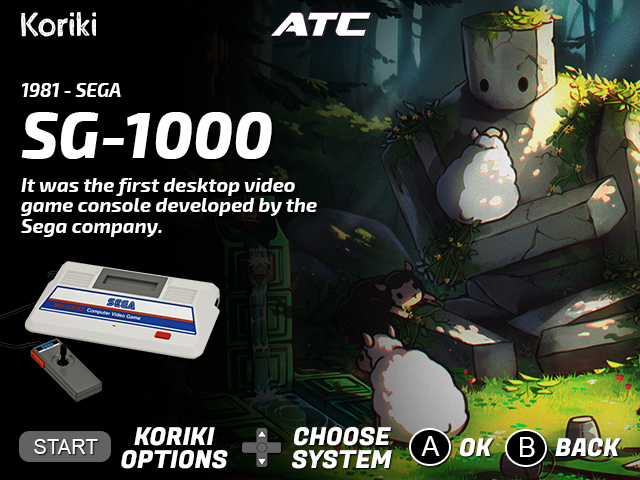 Koriki
ATC
1981 - SEGA
SG-1000
It was the first desktop video
game console developed by the
Sega company.
SEGA
Computer Video Game
START
KORIKI
OPTIONS
CHOOSE
SYSTEM
A OK
B BACK